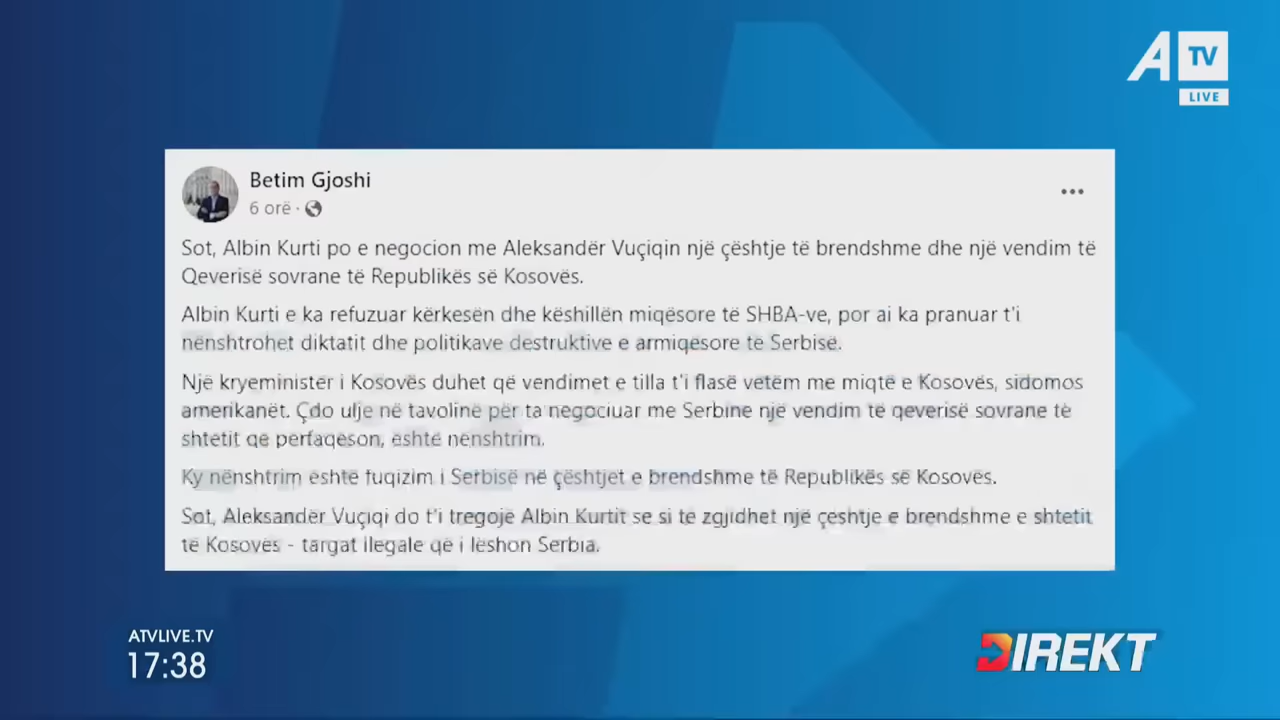 A TV
LIVE
Betim Gjoshi
6 orë ·
Sot, Albin Kurti po e negocion me Aleksandër Vuçiqin një çështje të brendshme dhe një vendim të
Qeverisë sovrane të Republikës së Kosovës.
Albin Kurti e ka refuzuar kërkesën dhe këshillën miqësore të SHBA-ve, por ai ka pranuar t'i
nënshtrohet diktatit dhe politikave destruktive e armiqësore të Serbisë.
Një kryeministër i Kosovës duhet që vendimet e tilla t'i flasë vetëm me miqtë e Kosovës, sidomos
amerikanët. Çdo ulje në tavolinë për ta negociuar me Serbinë një vendim të qeverisë sovrane të
shtetit që përfaqëson, është nënshtrim.
Ky nënshtrim është fuqizim i Serbisë në çështjet e brendshme të Republikës së Kosovës.
Sot, Aleksandër Vuçiqi do t'i tregojë Albin Kurtit se si të zgjidhet një çështje e brendshme e shtetit
të Kosovës - targat ilegale që i lëshon Serbia.
ATVLIVE.TV
17:38
DIREKT